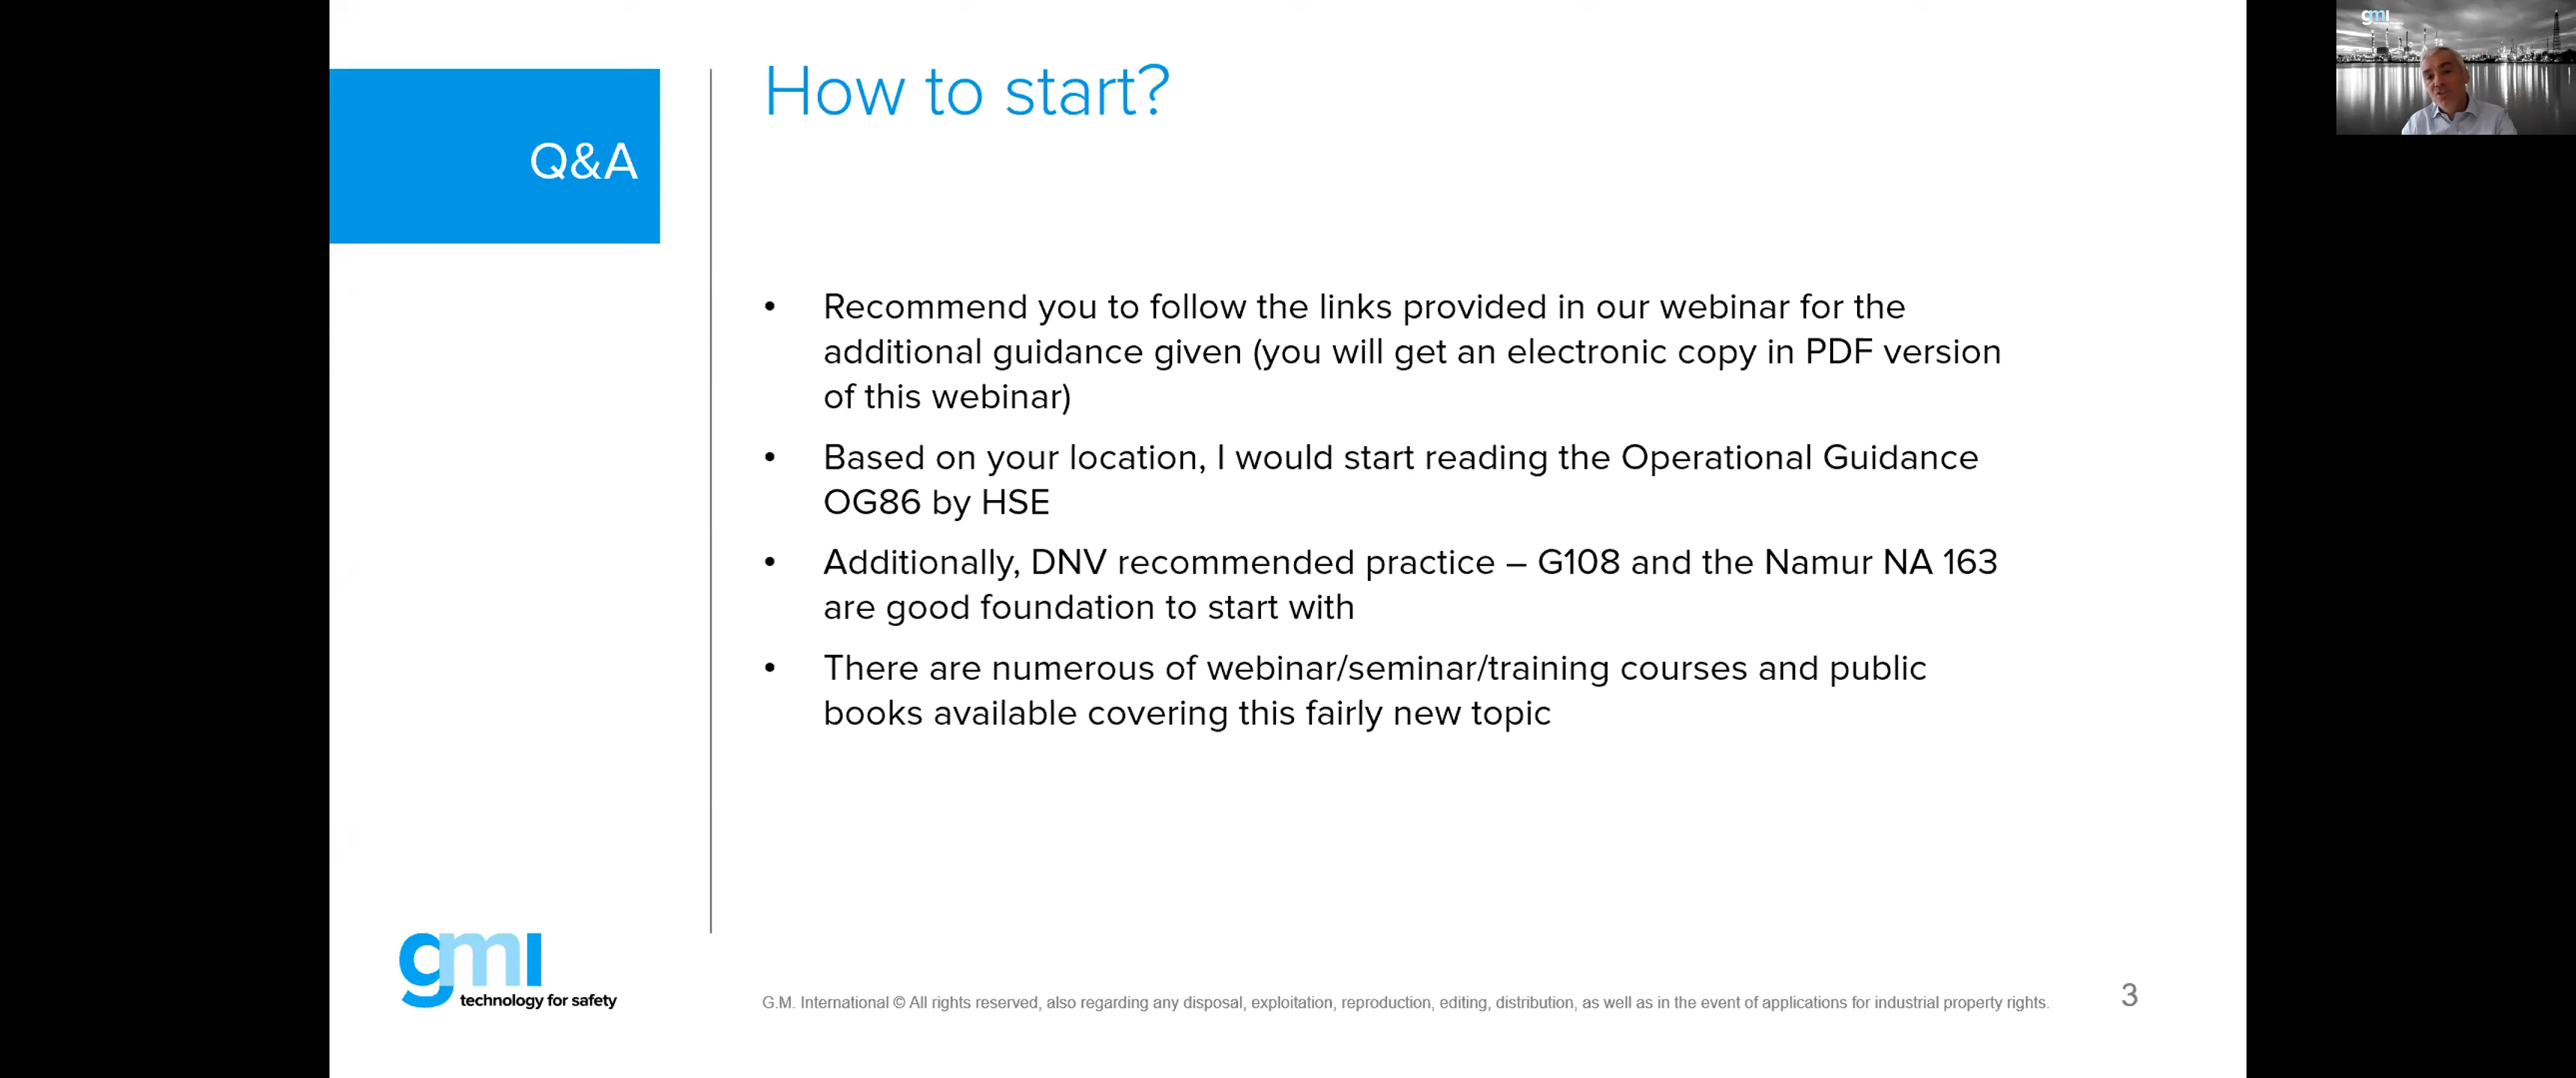 Q&A
How to start?
• Recommend you to follow the links provided in our webinar for the
additional guidance given (you will get an electronic copy in PDF version
of this webinar)
• Based on your location, I would start reading the Operational Guidance
OG86 by HSE
• Additionally, DNV recommended practice – G108 and the Namur NA 163
are good foundation to start with
• There are numerous of webinar/seminar/training courses and public
books available covering this fairly new topic
gmi
technology for safety
G.M. International © All rights reserved, also regarding any disposal, exploitation, reproduction, editing, distribution, as well as in the event of applications for industrial property rights.
3
gmi